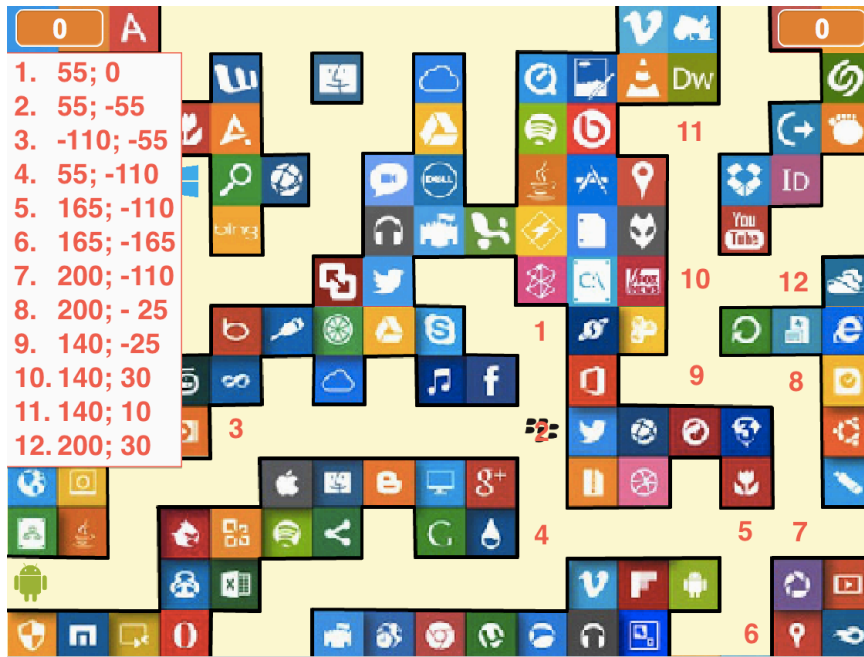 0
A
0
1. 55; 0
2. 55; -55
3. -110; -55
4. 55; -110
5. 165; -110
6. 165; -165
7. 200; -110
8. 200; - 25
9. 140; -25
10. 140; 30
11. 140; 10
12. 200; 30
Dw
11
DELL
ID
bing
You
Tube
C:\
10
12
b
1
9
8
f
3
2
g+
G
4
5
7
6